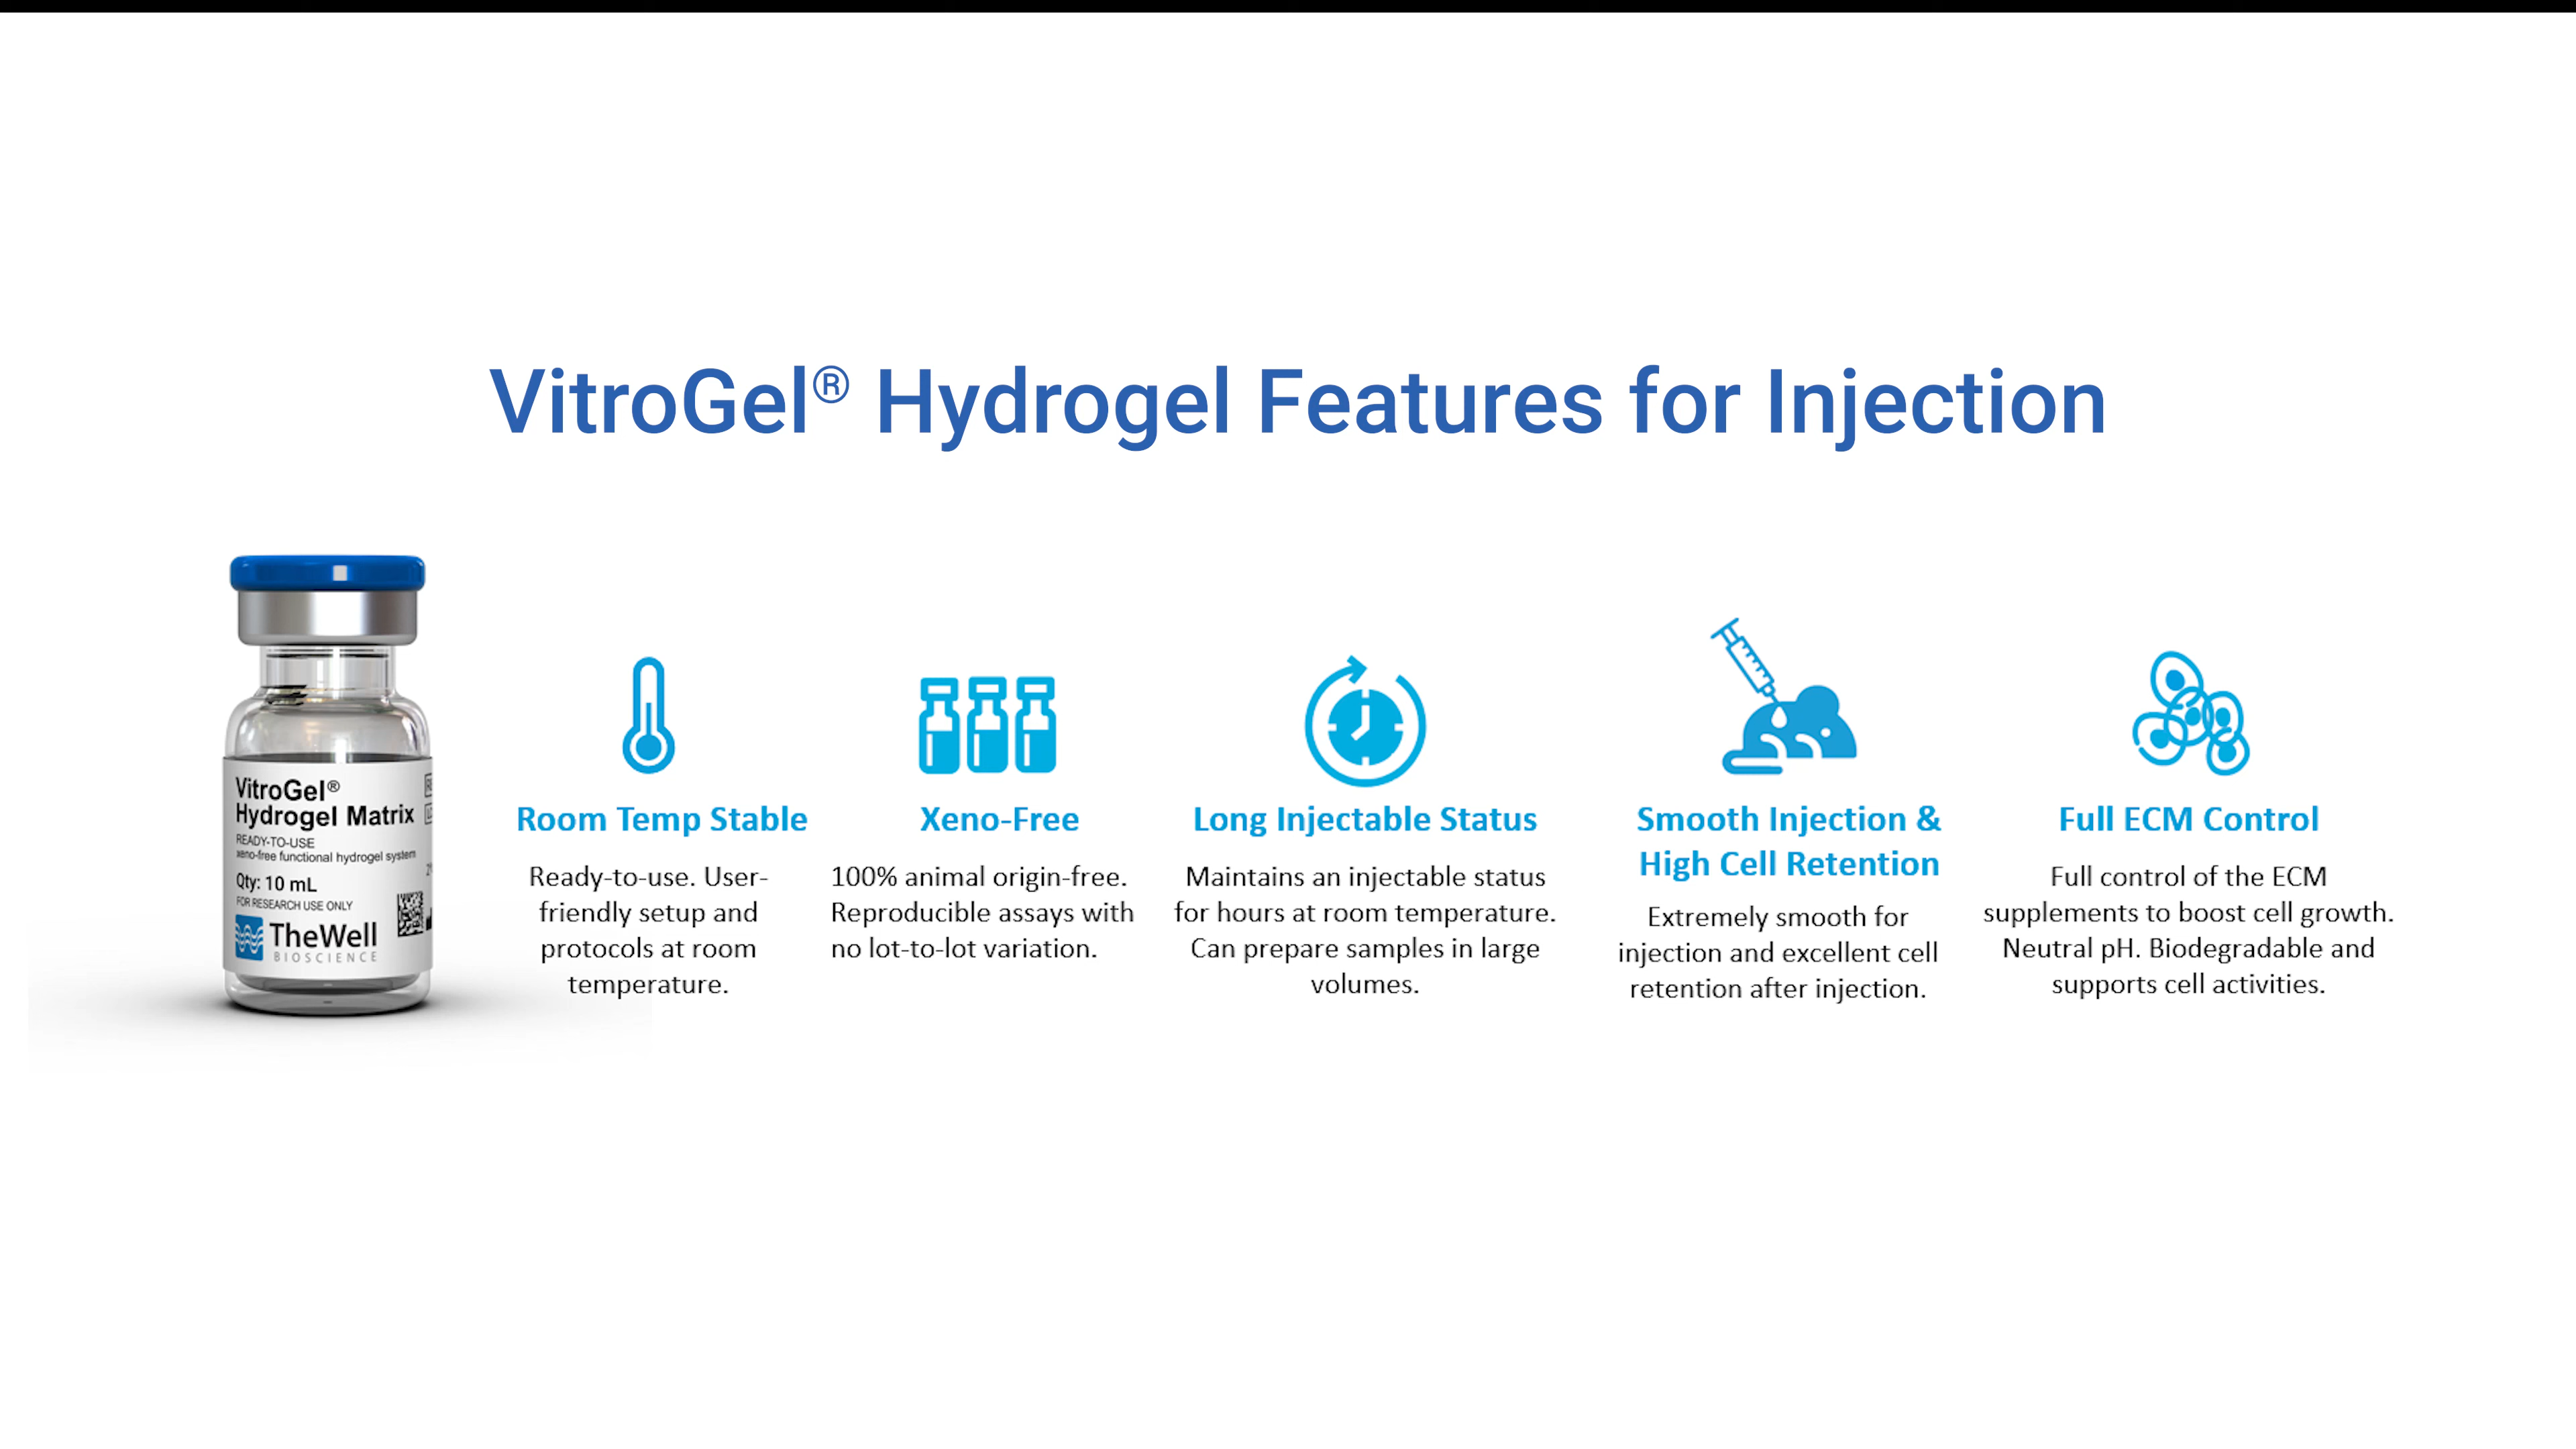 VitroGel® Hydrogel Features for Injection
VitroGel®
Hydrogel Matrix
READY-TO-USE
xeno-free functional hydrogel system
Qty: 10 mL
FOR RESEARCH USE ONLY
TheWell
BIOSCIENCE
Room Temp Stable
Ready-to-use. User-
friendly setup and
protocols at room
temperature.
Xeno-Free
100% animal origin-free.
Reproducible assays with
no lot-to-lot variation.
Long Injectable Status
Maintains an injectable status
for hours at room temperature.
Can prepare samples in large
volumes.
Smooth Injection &
High Cell Retention
Extremely smooth for
injection and excellent cell
retention after injection.
Full ECM Control
Full control of the ECM
supplements to boost cell growth.
Neutral pH. Biodegradable and
supports cell activities.